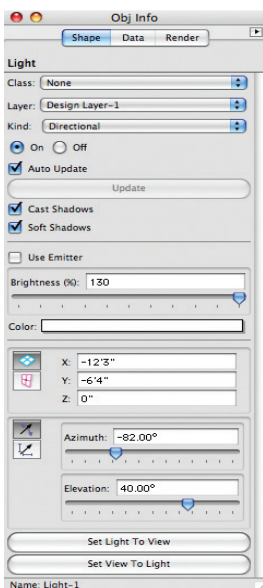 Obj Info
Shape Data Render
Light
Class: None
Layer: Design Layer-1
Kind: Directional
On Off
Auto Update
Update
Cast Shadows
Soft Shadows
Use Emitter
Brightness (%): 130
Color:
X: -12'3"
Y: -6'4"
Z: 0"
Azimuth: -82.00°
Elevation: 40.00°
Set Light To View
Set View To Light
Name: Light-1